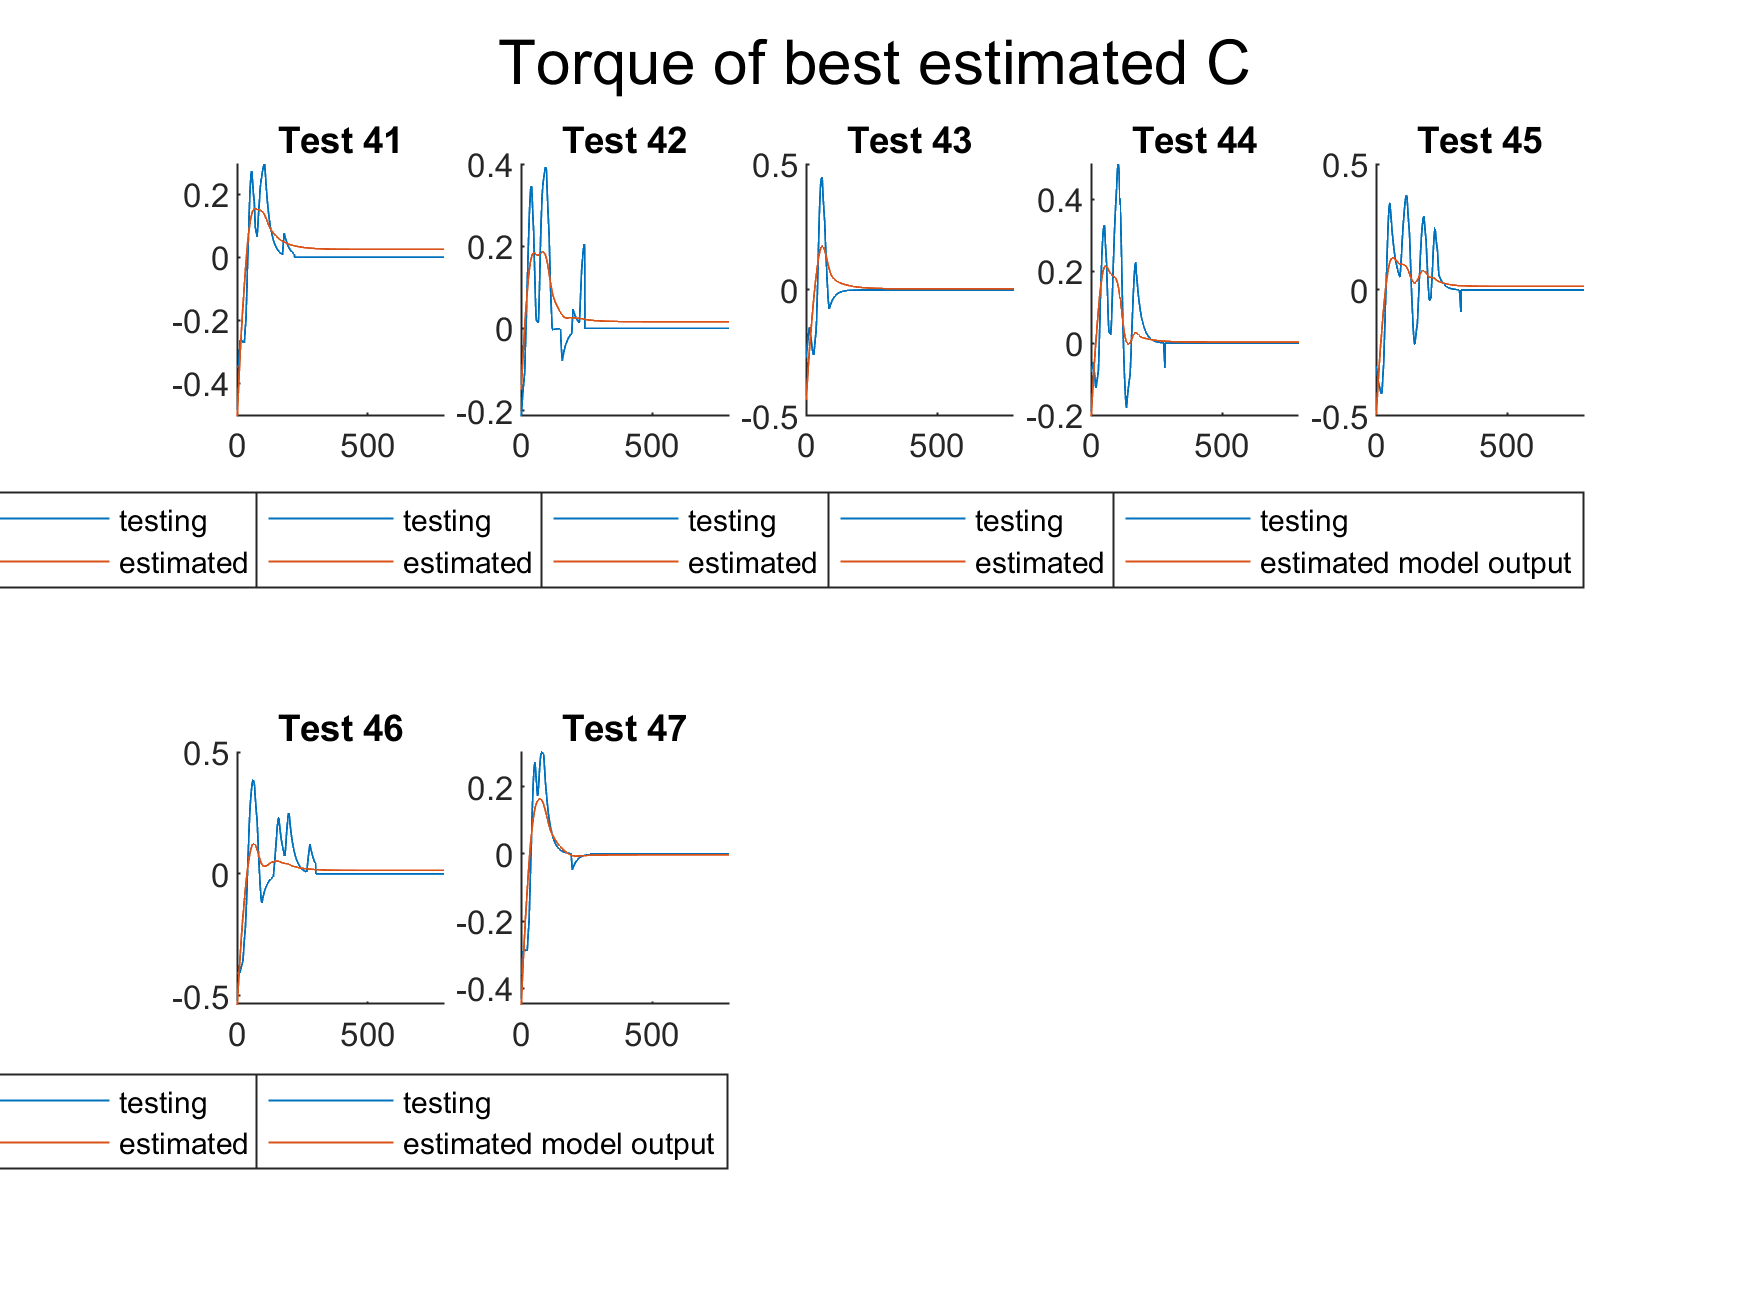 Torque of best estimated C
Test 41 Test 42 Test 43 Test 44 Test 45
0.2 0 -0.2 -0.4 0 500
0.4 0.2 0 -0.2 0 500
0.5 0 -0.5 0 500
0.4 0.2 0 -0.2 0 500
0.5 0 -0.5 0 500
testing testing testing testing testing
estimated estimated estimated estimated estimated model output
Test 46 Test 47
0.5 0 -0.5 0 500
0.2 0 -0.2 -0.4 0 500
testing testing
estimated estimated model output